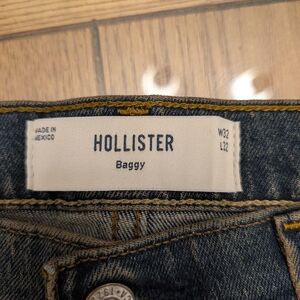 MADE IN
MEXICO
HOLLISTER
Baggy
W32
L32